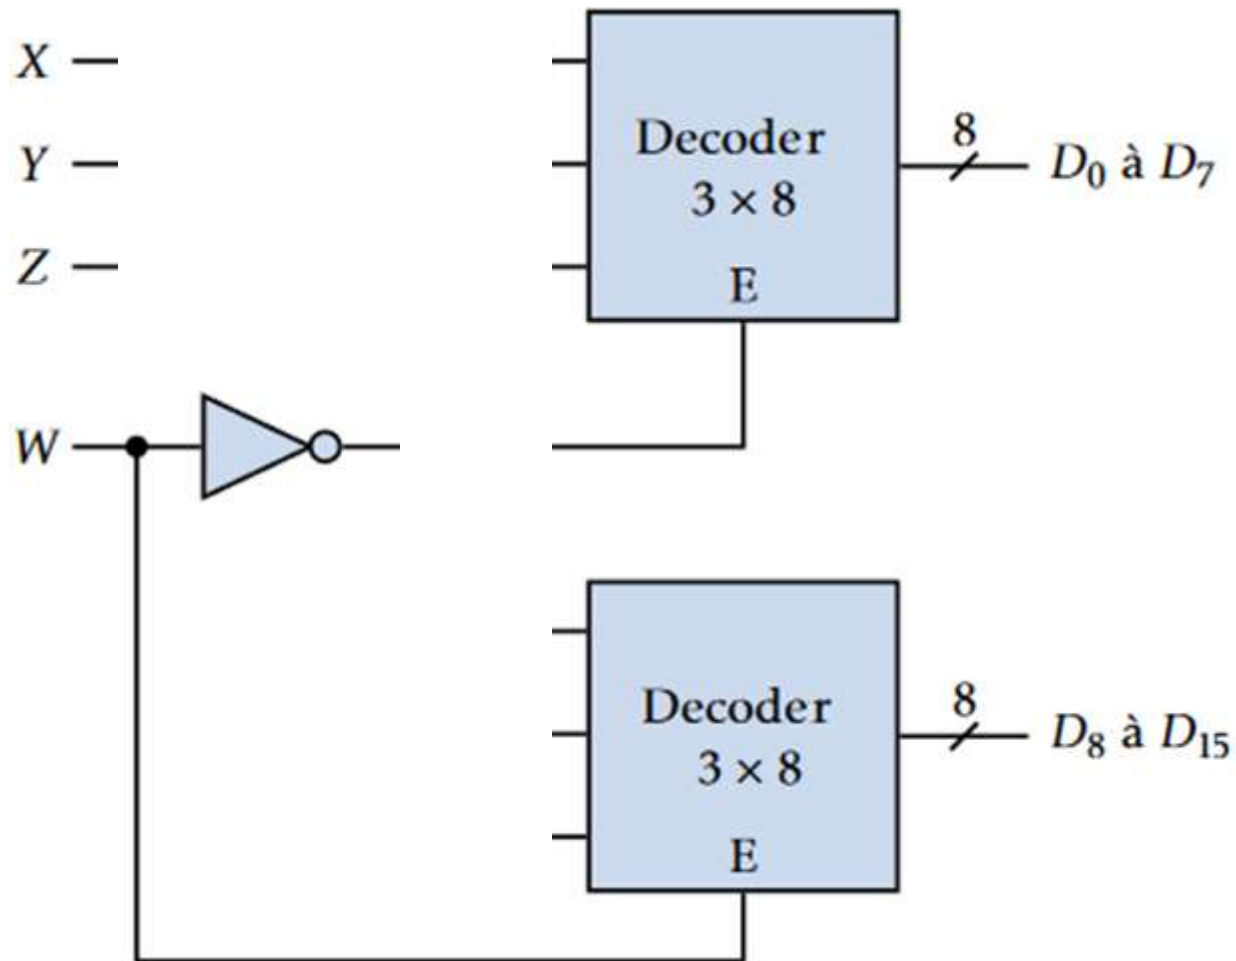 X
Decoder
3 × 8
E
8
D₀ à D₇
Y
Z
W
Decoder
3 × 8
E
8
D₈ à D₁₅